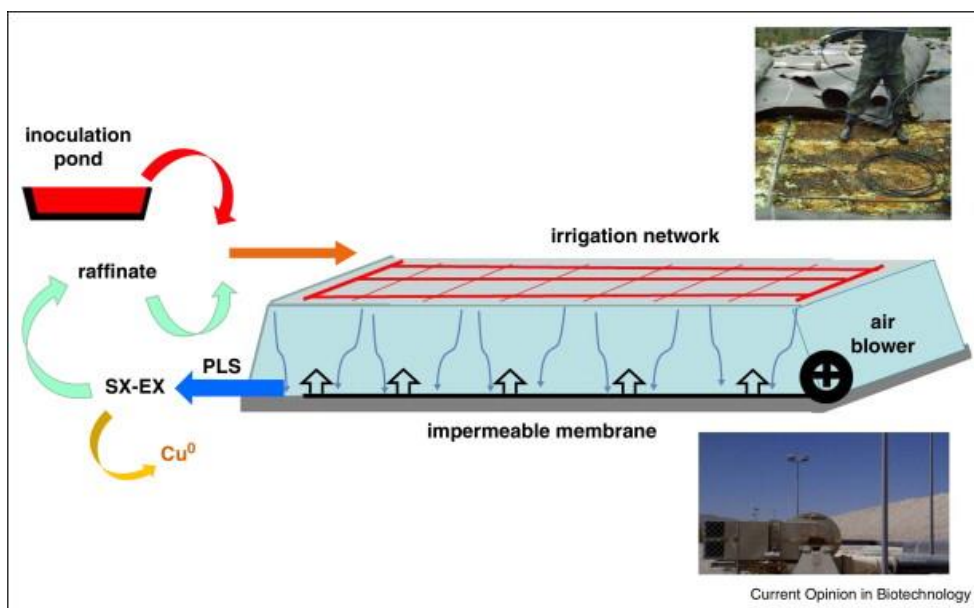 inoculation
pond
raffinate
irrigation network
air
blower
PLS
SX-EX
Cu⁰
impermeable membrane
Current Opinion in Biotechnology